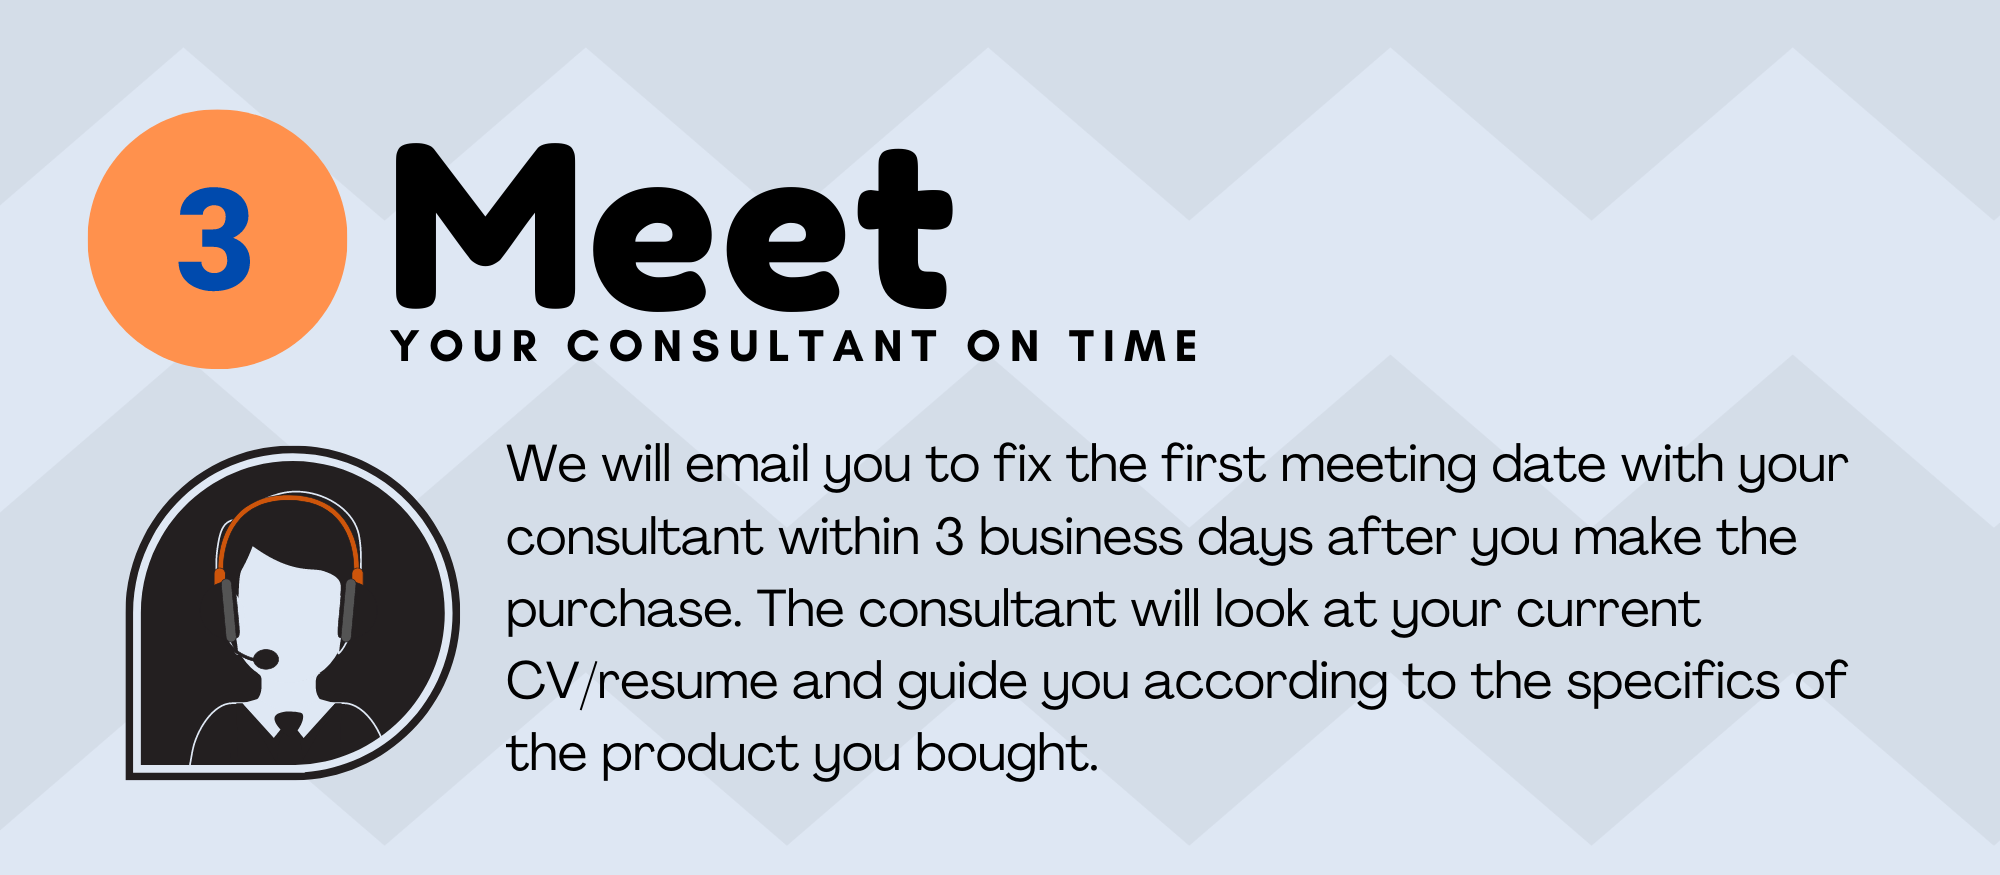 3
Meet
YOUR CONSULTANT ON TIME
We will email you to fix the first meeting date with your
consultant within 3 business days after you make the
purchase. The consultant will look at your current
CV/resume and guide you according to the specifics of
the product you bought.